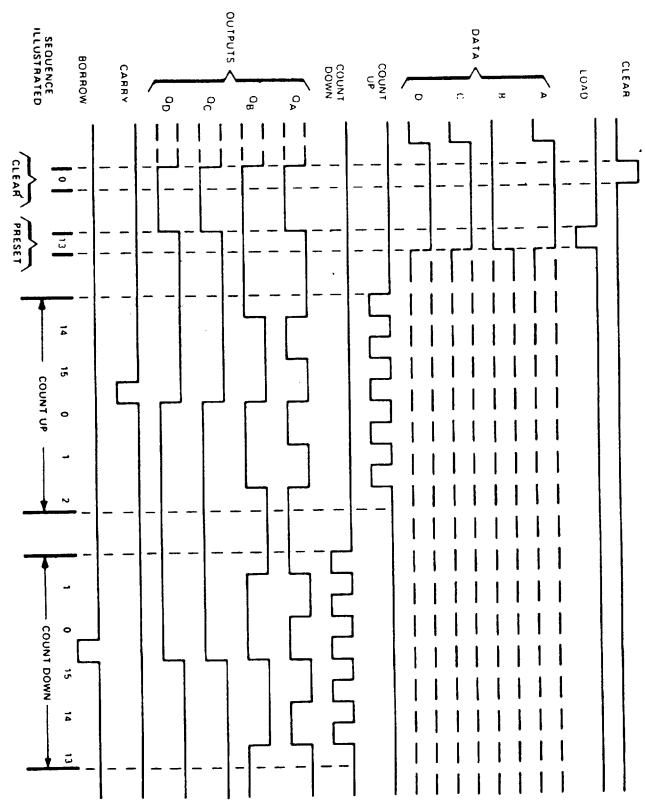 CLEAR
LOAD
A
B
C
D
DATA
COUNT
UP
COUNT
DOWN
QA
QB
QC
QD
OUTPUTS
CARRY
BORROW
SEQUENCE
ILLUSTRATED
0
13
14
15
0
1
2
1
0
15
14
13
CLEAR
PRESET
COUNT UP
COUNT DOWN